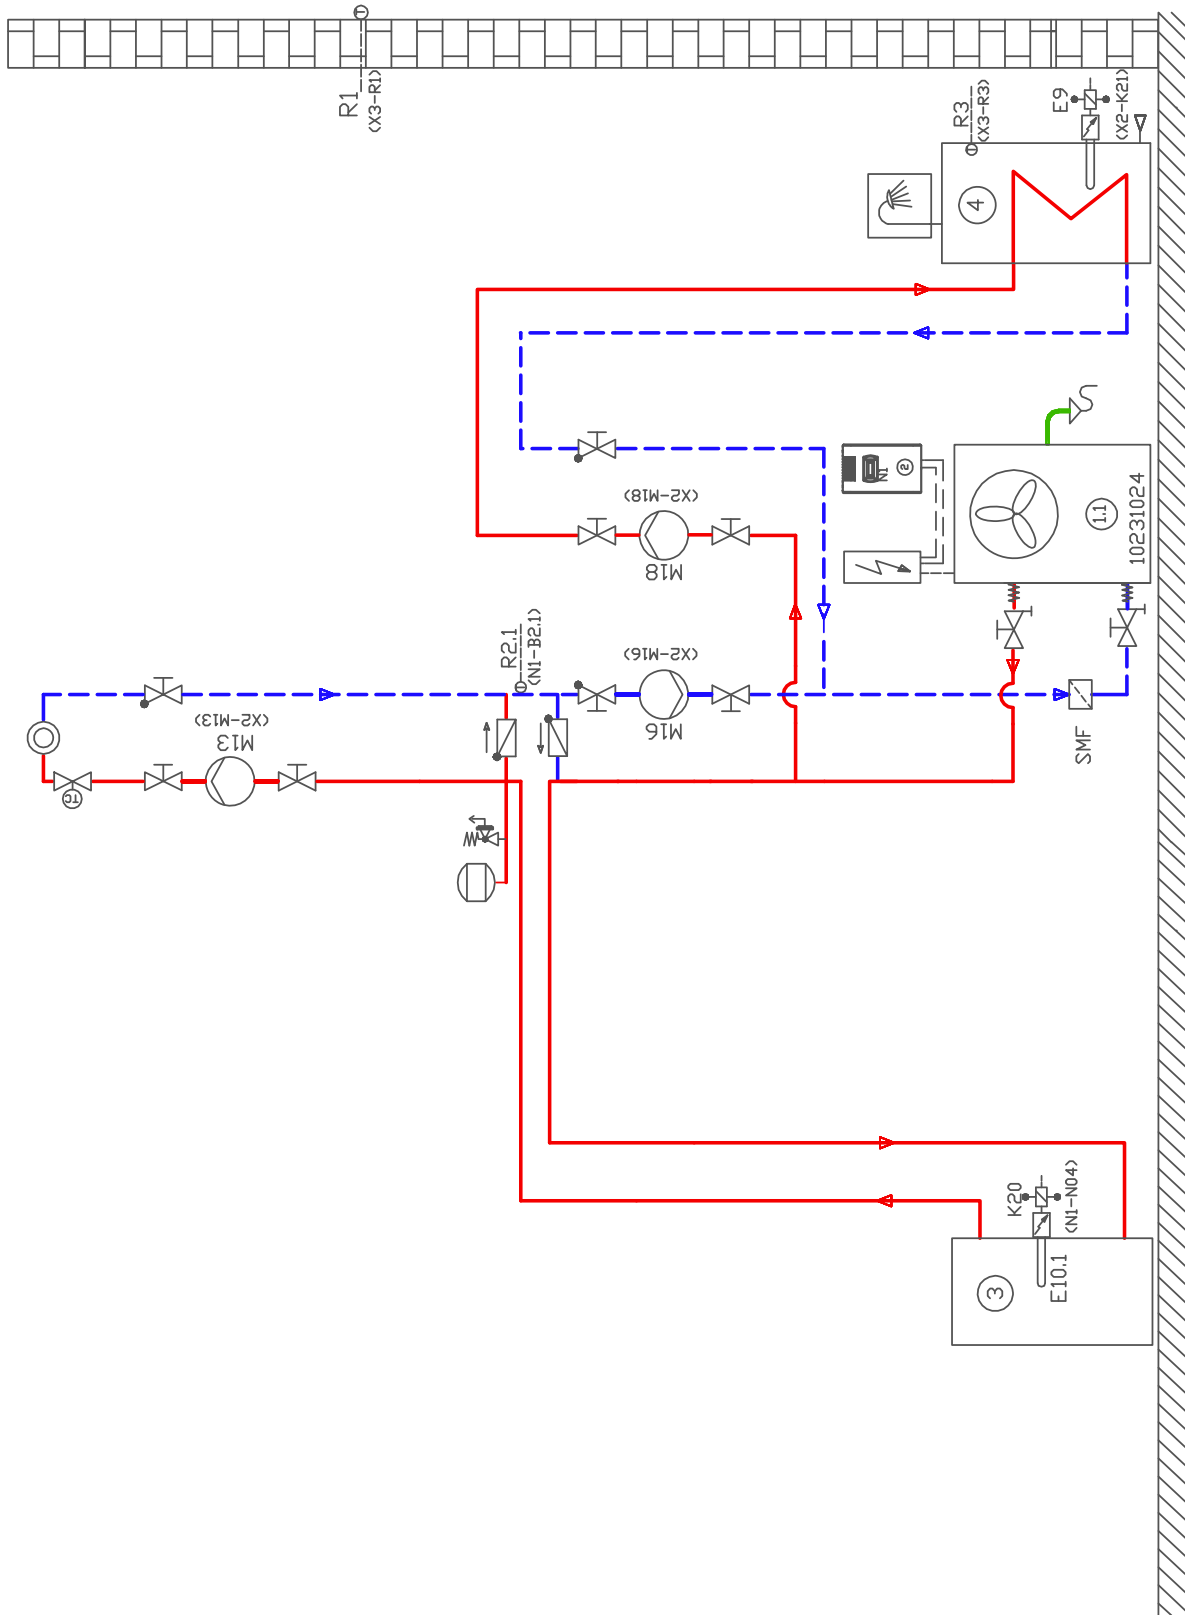 R1
(X3-R1)
R3
(X3-R3)
E9
(X2-K21)
4
N1
2
1.1
10231024
(X2-M18)
M18
R2.1
(N1-B2.1)
(X2-M16)
M16
(X2-M13)
M13
TC
SMF
K20
(N1-N04)
3
E10.1